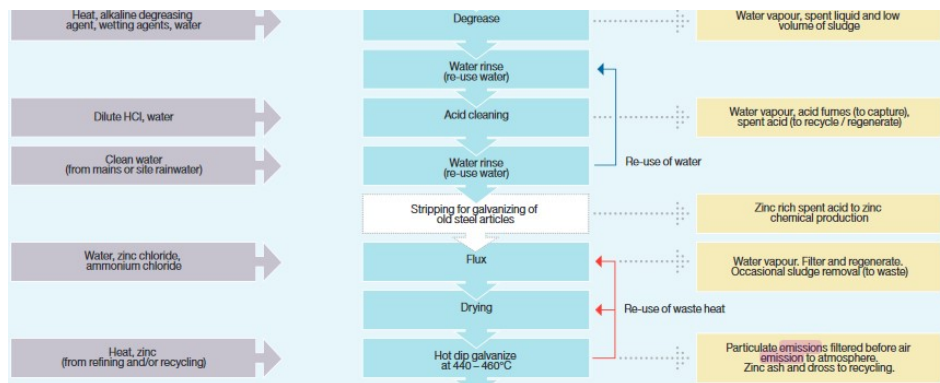 Heat, alkaline degreasing
agent, wetting agents, water
Degrease
Water vapour, spent liquid and low
volume of sludge
Water rinse
(re-use water)
Dilute HCl, water
Acid cleaning
Water vapour, acid fumes (to capture),
spent acid (to recycle / regenerate)
Clean water
(from mains or site rainwater)
Water rinse
(re-use water)
Re-use of water
Stripping for galvanizing of
old steel articles
Zinc rich spent acid to zinc
chemical production
Water, zinc chloride,
ammonium chloride
Flux
Water vapour. Filter and regenerate.
Occasional sludge removal (to waste)
Drying
Re-use of waste heat
Heat, zinc
(from refining and/or recycling)
Hot dip galvanize
at 440 – 460°C
Particulate emissions filtered before air
emission to atmosphere.
Zinc ash and dross to recycling.